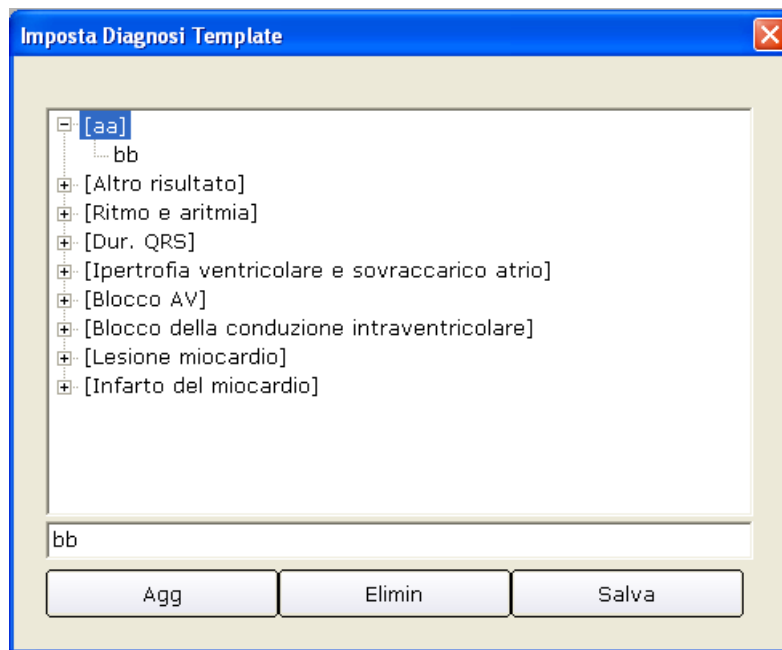 Imposta Diagnosi Template
[aa]
bb
[Altro risultato]
[Ritmo e aritmia]
[Dur. QRS]
[Ipertrofia ventricolare e sovraccarico atrio]
[Blocco AV]
[Blocco della conduzione intraventricolare]
[Lesione miocardio]
[Infarto del miocardio]
bb
Agg Elimin Salva